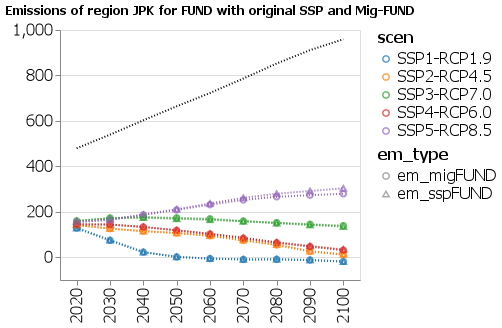 Emissions of region JPK for FUND with original SSP and Mig-FUND
1,000
800
600
400
200
0
2020
2030
2040
2050
2060
2070
2080
2090
2100
scen
SSP1-RCP1.9
SSP2-RCP4.5
SSP3-RCP7.0
SSP4-RCP6.0
SSP5-RCP8.5
em_type
em_migFUND
em_sspFUND